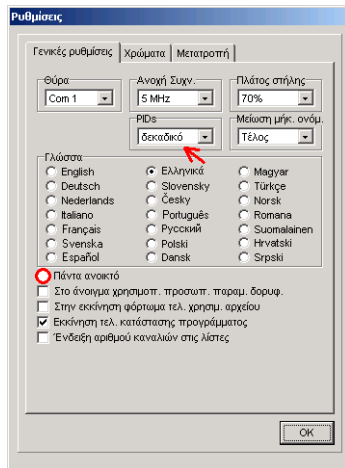 Ρυθμίσεις
Γενικές ρυθμίσεις Χρώματα Μετατροπή
Θύρα Ανοχή Συχν. Πλάτος στήλης
Com 1 5 MHz 70%
PIDs Μείωση μήκ. ονόμ.
δεκαδικό Τέλος
Γλώσσα
English Ελληνικά Magyar
Deutsch Slovensky Türkçe
Nederlands Česky Norsk
Italiano Português Romana
Français Русский Suomalainen
Svenska Polski Hrvatski
Español Dansk Srpski
Πάντα ανοικτό
Στο άνοιγμα χρησιμοπ. προσωπ. παραμ. δορυφ.
Στην εκκίνηση φόρτωμα τελ. χρησιμ. αρχείου
Εκκίνηση τελ. κατάστασης προγράμματος
Ένδειξη αριθμού καναλιών στις λίστες
OK